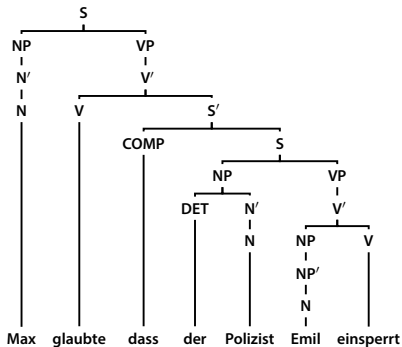 S
NP VP
N′ V′
N V S′
COMP S
NP VP
DET N′ V′
N NP V
NP′
N
Max glaubte dass der Polizist Emil einsperrt